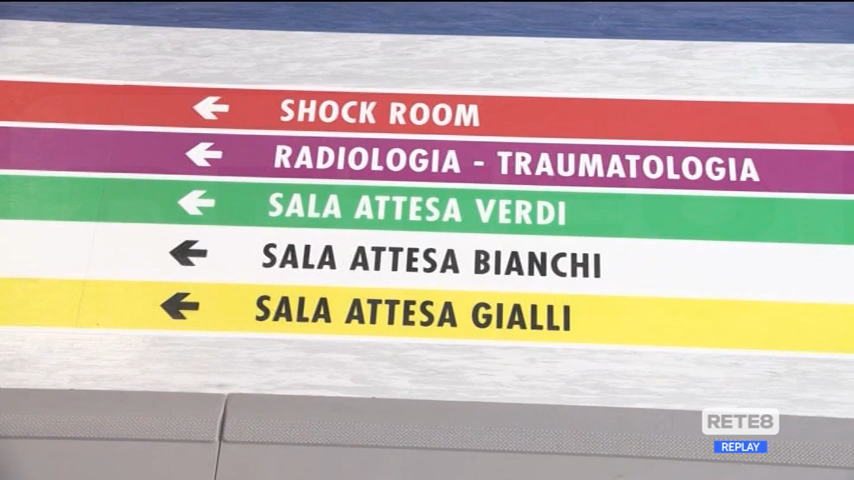 SHOCK ROOM
RADIOLOGIA - TRAUMATOLOGIA
SALA ATTESA VERDI
SALA ATTESA BIANCHI
SALA ATTESA GIALLI
RETE8
REPLAY